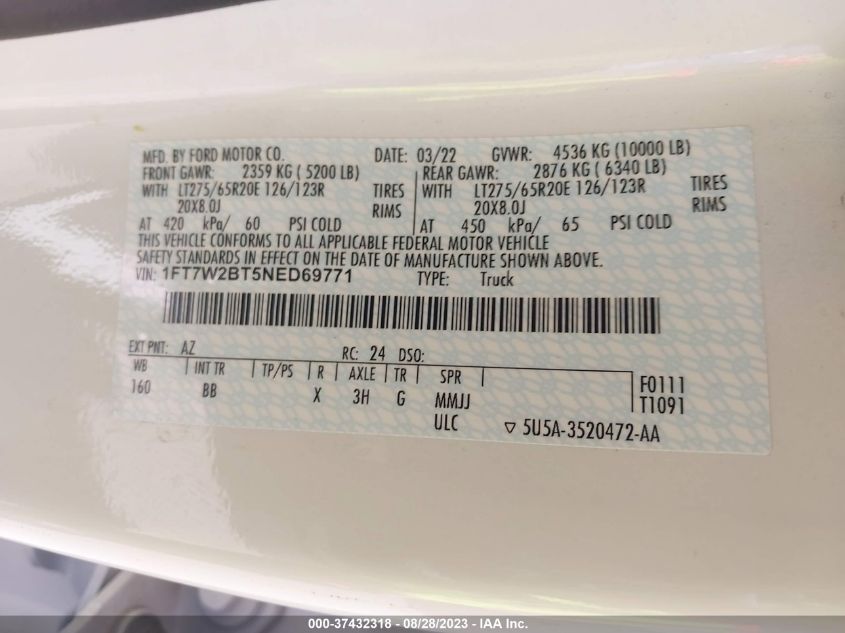 MFD. BY FORD MOTOR CO. DATE: 03/22 GVWR: 4536 KG (10000 LB)
FRONT GAWR: 2359 KG ( 5200 LB) REAR GAWR: 2876 KG ( 6340 LB)
WITH LT275/65R20E 126/123R TIRES WITH LT275/65R20E 126/123R TIRES
20X8.0J RIMS 20X8.0J RIMS
AT 420 kPa/ 60 PSI COLD AT 450 kPa/ 65 PSI COLD
THIS VEHICLE CONFORMS TO ALL APPLICABLE FEDERAL MOTOR VEHICLE
SAFETY STANDARDS IN EFFECT ON THE DATE OF MANUFACTURE SHOWN ABOVE.
VIN: 1FT7W2BT5NED69771 TYPE: Truck
EXT PNT: AZ RC: 24 DSO:
WB INT TR TP/PS R AXLE TR SPR F0111
160 BB X 3H G MMJJ T1091
ULC ▽ 5U5A-3520472-AA
000-37432318 - 08/28/2023 - IAA Inc.